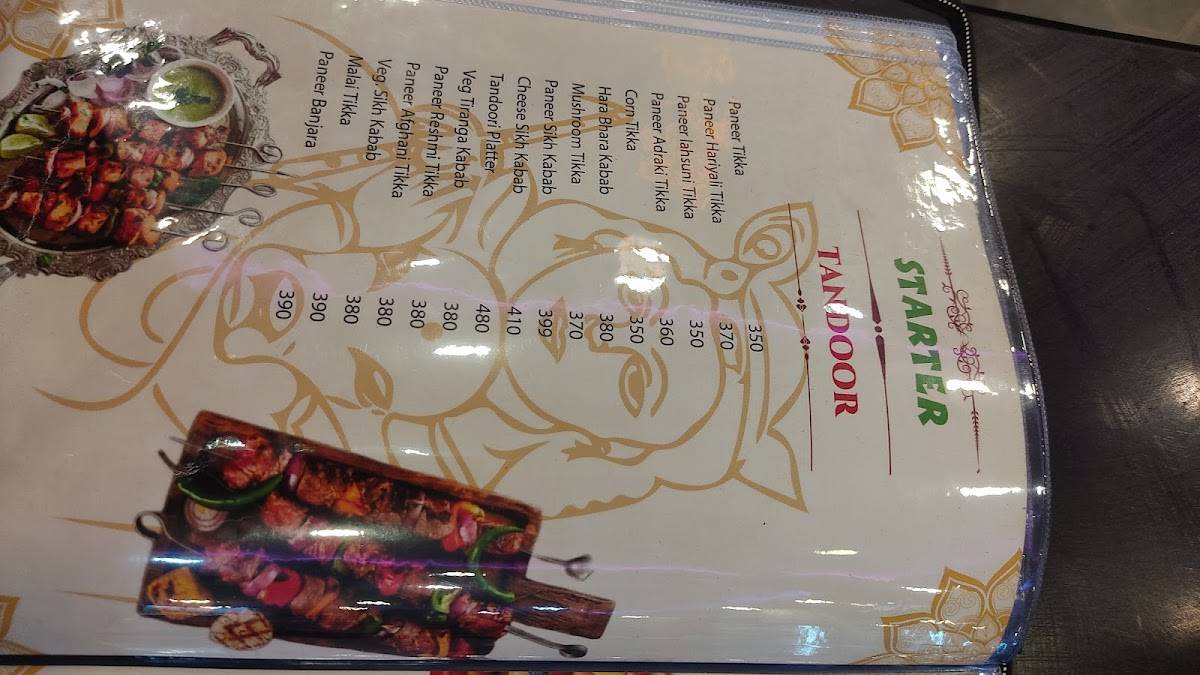 STARTER
TANDOOR
Paneer Tikka 350
Paneer Hariyali Tikka 370
Paneer lahsuni Tikka 350
Paneer Adraki Tikka 360
Corn Tikka 350
Hara Bhara Kabab 380
Mushroom Tikka 370
Paneer Sikh Kabab 399
Cheese Sikh Kabab 410
Tandoori Platter 480
Veg Tiranga Kabab 380
Paneer Reshmi Tikka 380
Paneer Afghani Tikka 380
Veg. Sikh Kabab 380
Malai Tikka 390
Paneer Banjara 390